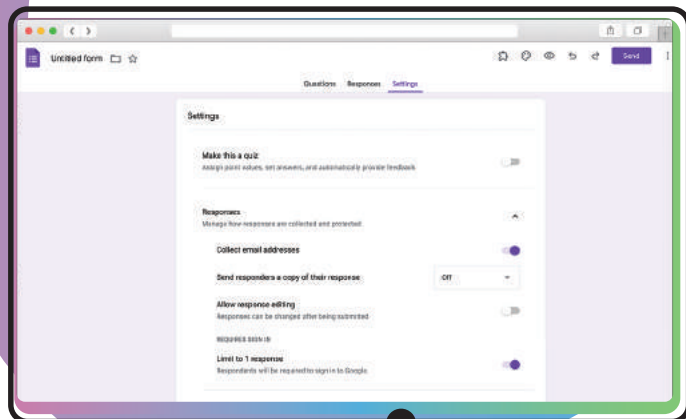 Untitled form
Send
Questions Responses Settings
Settings
Make this a quiz
Assign point values, set answers, and automatically provide feedback
Responses
Manage how responses are collected and protected
Collect email addresses
Send responders a copy of their response
Off
Allow response editing
Responses can be changed after being submitted
REQUIRES SIGN IN
Limit to 1 response
Respondents will be required to sign in to Google.